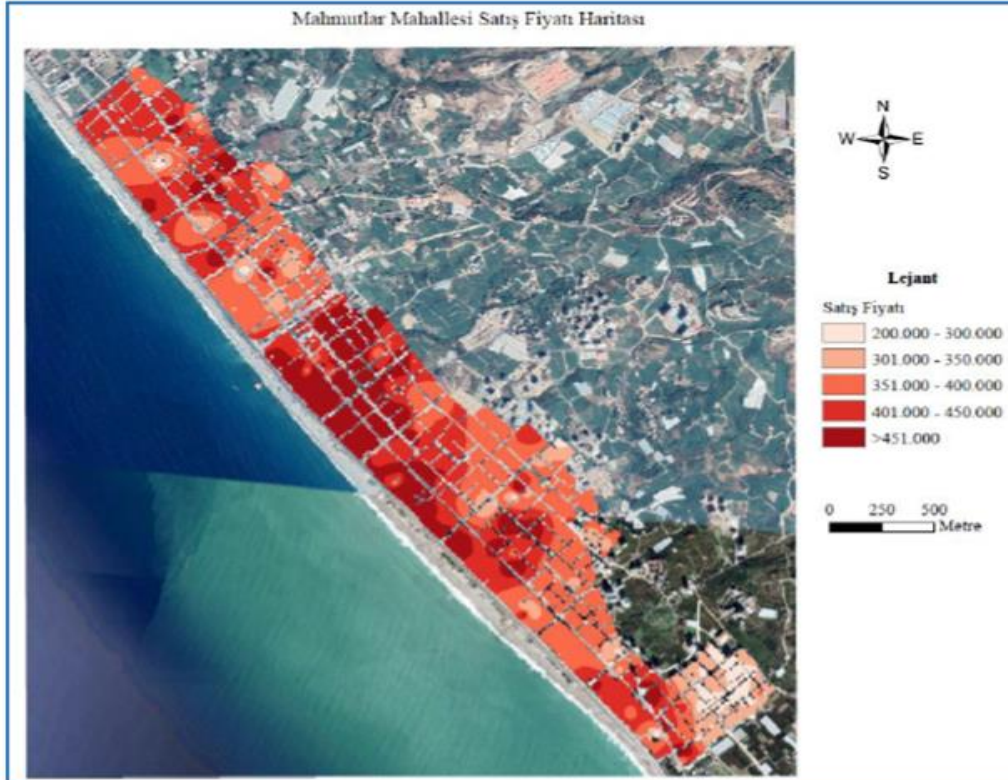 Mahmutlar Mahallesi Satış Fiyatı Haritası
N
W E
S
Lejant
Satış Fiyatı
200.000 - 300.000
301.000 - 350.000
351.000 - 400.000
401.000 - 450.000
>451.000
0 250 500
Metre